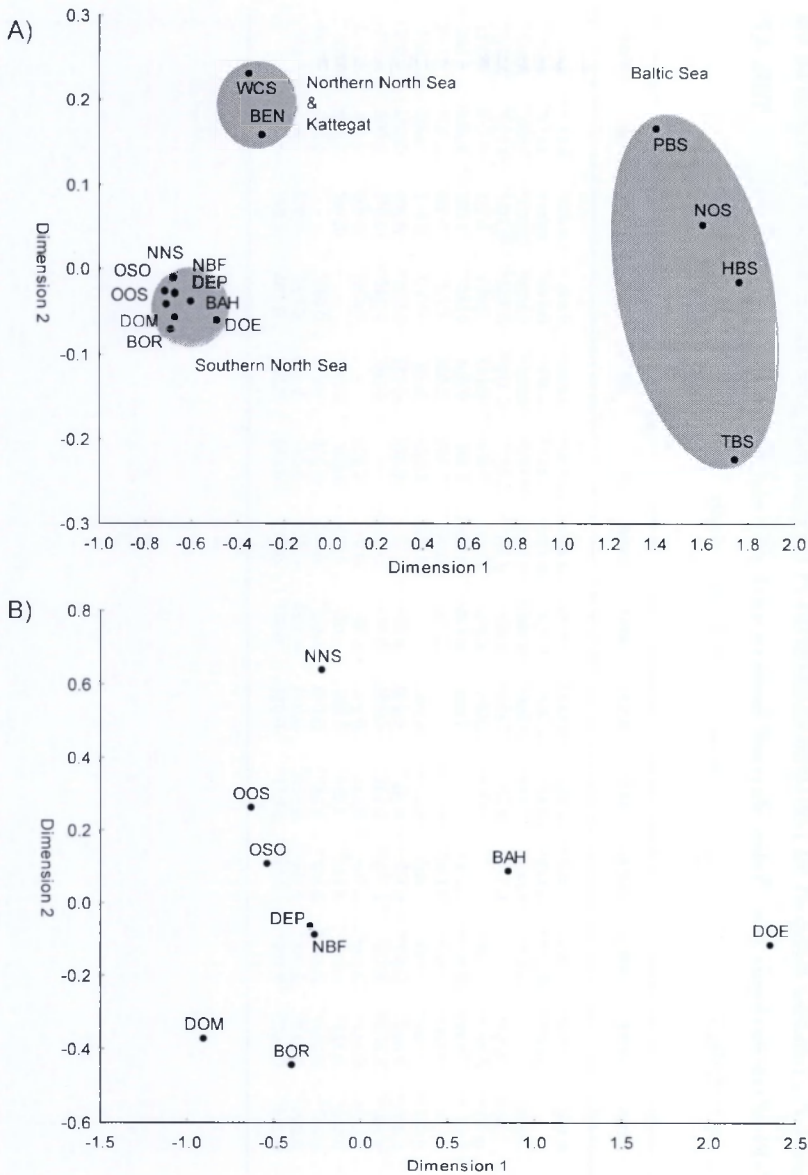 A)
0.3
0.2
0.1
0.0
-0.1
-0.2
-0.3
Dimension 2
WCS
BEN
Northern North Sea
&
Kattegat
Baltic Sea
PBS
NOS
HBS
TBS
NNS
NBF
OSO
DEP
OOS
BAH
DOM
DOE
BOR
Southern North Sea
-1.0 -0.8 -0.6 -0.4 -0.2 0.0 0.2 0.4 0.6 0.8 1.0 1.2 1.4 1.6 1.8 2.0
Dimension 1
B)
0.8
0.6
0.4
0.2
0.0
-0.2
-0.4
-0.6
Dimension 2
NNS
OOS
OSO
BAH
DEP
NBF
DOE
DOM
BOR
-1.5 -1.0 -0.5 0.0 0.5 1.0 1.5 2.0 2.5
Dimension 1